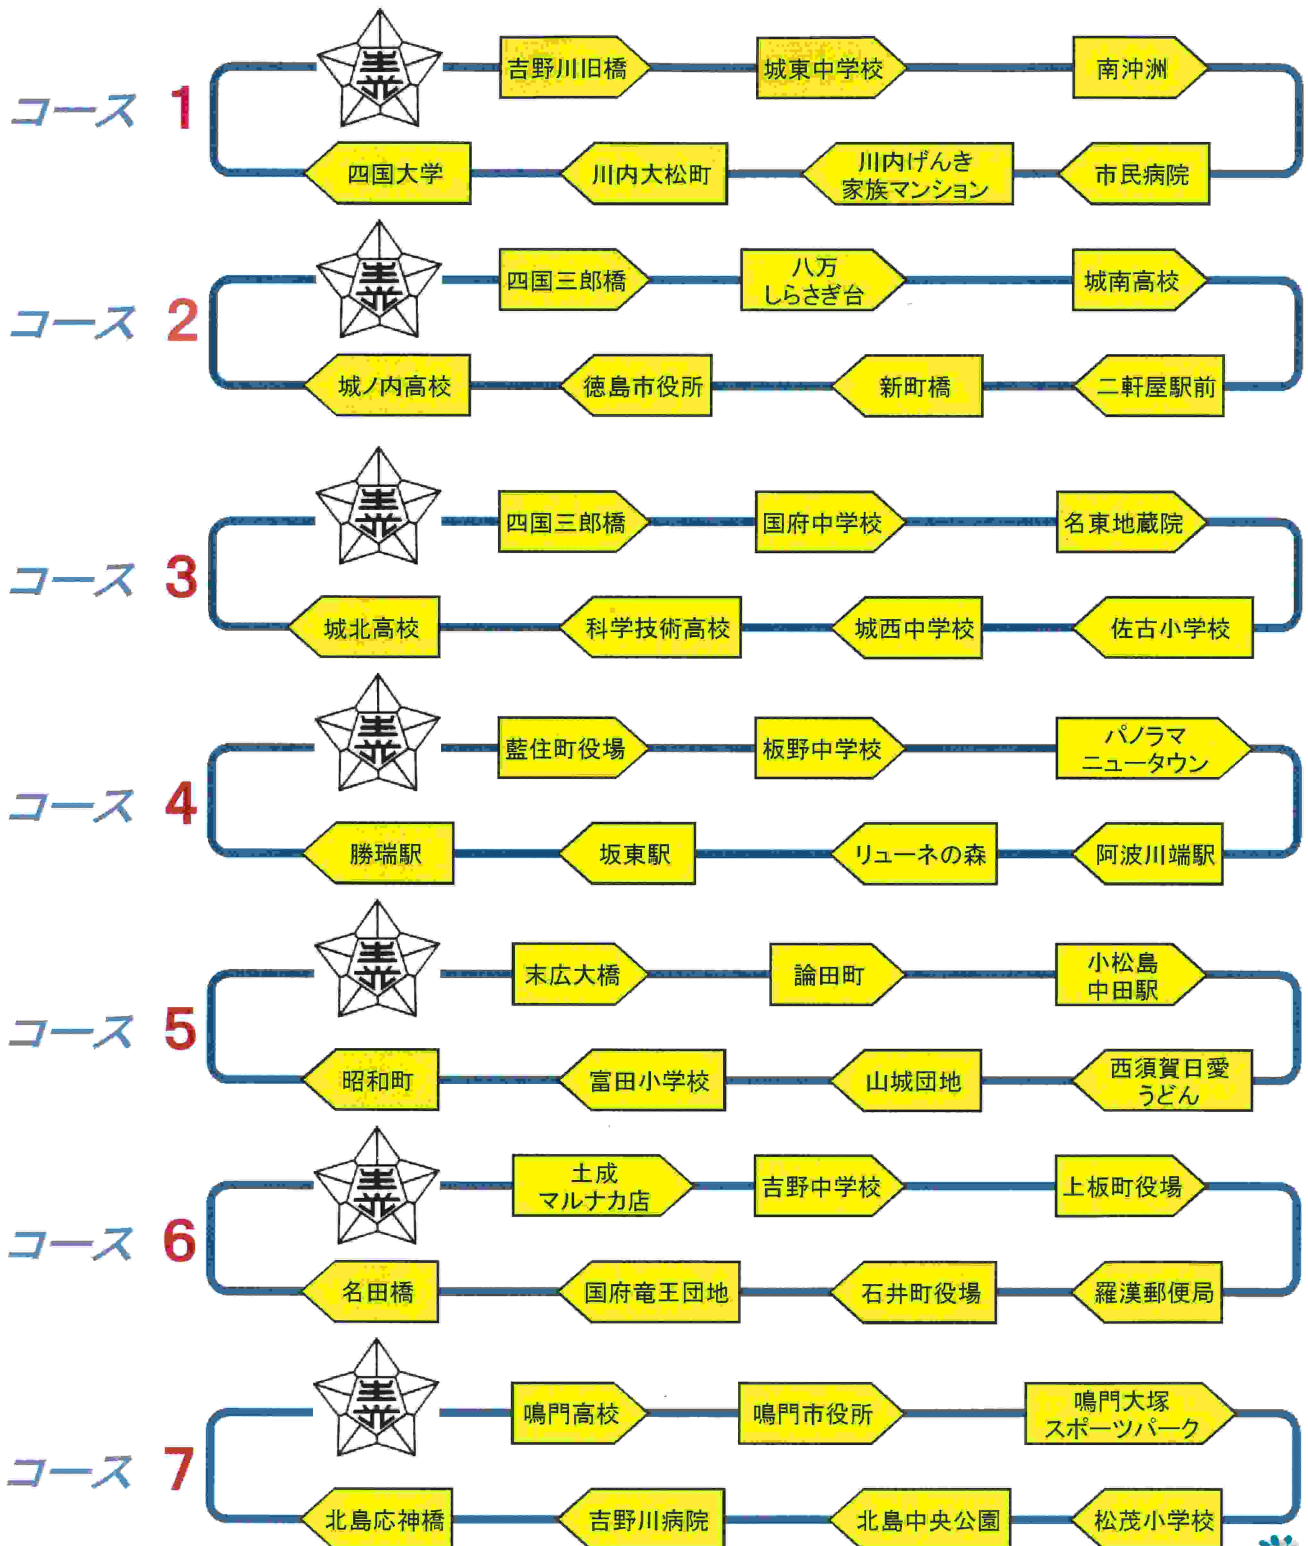 コース 1
吉野川旧橋
城東中学校
南沖洲
四国大学
川内大松町
川内げんき
家族マンション
市民病院
コース 2
四国三郎橋
八万
しらさぎ台
城南高校
城ノ内高校
徳島市役所
新町橋
二軒屋駅前
コース 3
四国三郎橋
国府中学校
名東地蔵院
城北高校
科学技術高校
城西中学校
佐古小学校
コース 4
藍住町役場
板野中学校
パノラマ
ニュータウン
勝瑞駅
坂東駅
リューネの森
阿波川端駅
コース 5
末広大橋
論田町
小松島
中田駅
昭和町
富田小学校
山城団地
西須賀日愛
うどん
コース 6
土成
マルナカ店
吉野中学校
上板町役場
名田橋
国府竜王団地
石井町役場
羅漢郵便局
コース 7
鳴門高校
鳴門市役所
鳴門大塚
スポーツパーク
北島応神橋
吉野川病院
北島中央公園
松茂小学校